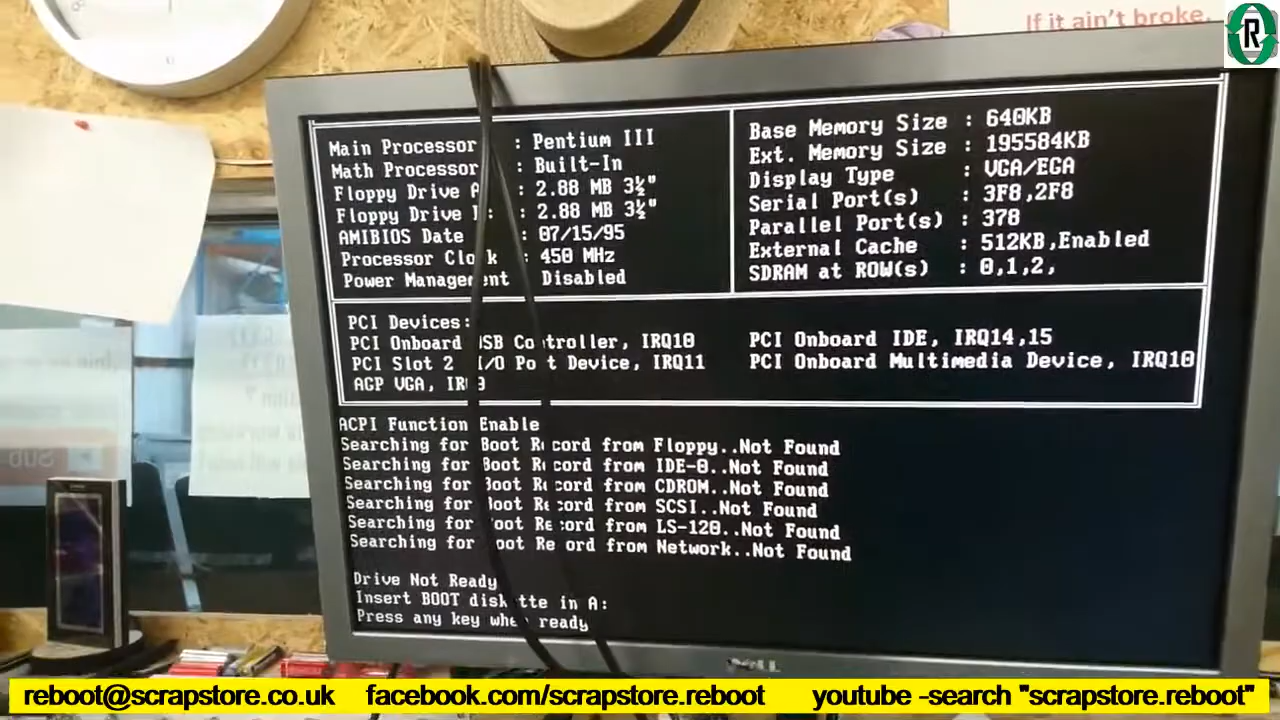 If it ain't broke,
R
Main Processor : Pentium III
Math Processor : Built-In
Floppy Drive A : 2.88 MB 3½"
Floppy Drive : 2.88 MB 3½"
AMIBIOS Date : 07/15/95
Processor Clock : 450 MHz
Power Management Disabled
Base Memory Size : 640KB
Ext. Memory Size : 195584KB
Display Type : VGA/EGA
Serial Port(s) : 3F8,2F8
Parallel Port(s) : 378
External Cache : 512KB,Enabled
SDRAM at ROW(s) : 0,1,2,
PCI Devices:
PCI Onboard USB Controller, IRQ10
PCI Slot 2 I/O Port Device, IRQ11
AGP VGA,
PCI Onboard IDE, IRQ14,15
PCI Onboard Multimedia Device, IRQ10
ACPI Function Enable
Searching for Boot Record from Floppy..Not Found
Searching for Boot Record from IDE-0..Not Found
Searching for Boot Record from CDROM..Not Found
Searching for Boot Record from SCSI..Not Found
Searching for Boot Record from LS-120..Not Found
Searching for Boot Record from Network..Not Found
Drive Not Ready
Insert BOOT diskette in A:
Press any key when ready
DELL
reboot@scrapstore.co.uk facebook.com/scrapstore.reboot youtube -search "scrapstore.reboot"